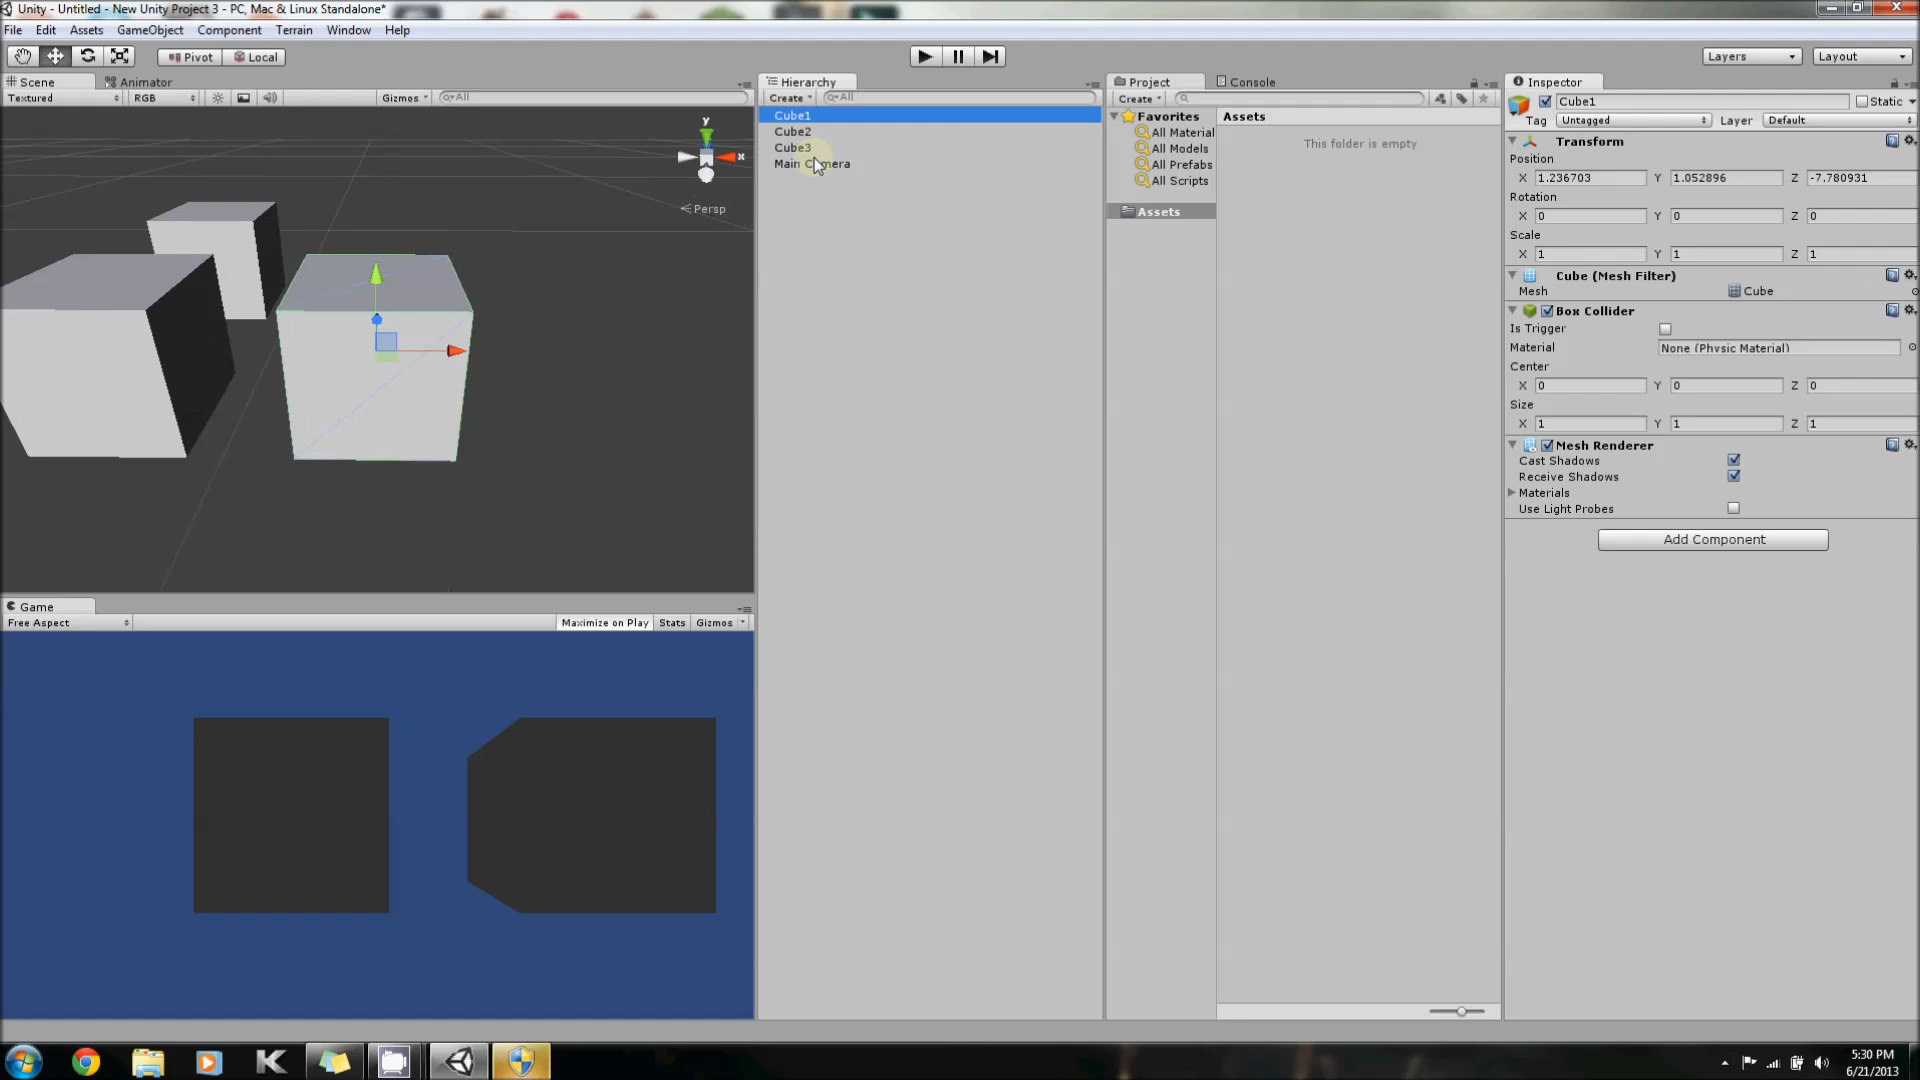 Unity - Untitled - New Unity Project 3 - PC, Mac & Linux Standalone*
File Edit Assets GameObject Component Terrain Window Help
Pivot Local Layers Layout
Scene Animator
Textured RGB Gizmos All
y
x
Persp
Hierarchy
Create All
Cube1
Cube2
Cube3
Main Camera
Project Console
Create
Favorites
All Material
All Models
All Prefabs
All Scripts
Assets
Assets
This folder is empty
Inspector
Cube1 Static
Tag Untagged Layer Default
Transform
Position
X 1.236703 Y 1.052896 Z -7.780931
Rotation
X 0 Y 0 Z 0
Scale
X 1 Y 1 Z 1
Cube (Mesh Filter)
Mesh Cube
Box Collider
Is Trigger
Material None (Physic Material)
Center
X 0 Y 0 Z 0
Size
X 1 Y 1 Z 1
Mesh Renderer
Cast Shadows
Receive Shadows
Materials
Use Light Probes
Add Component
Game
Free Aspect Maximize on Play Stats Gizmos
5:30 PM
6/21/2013